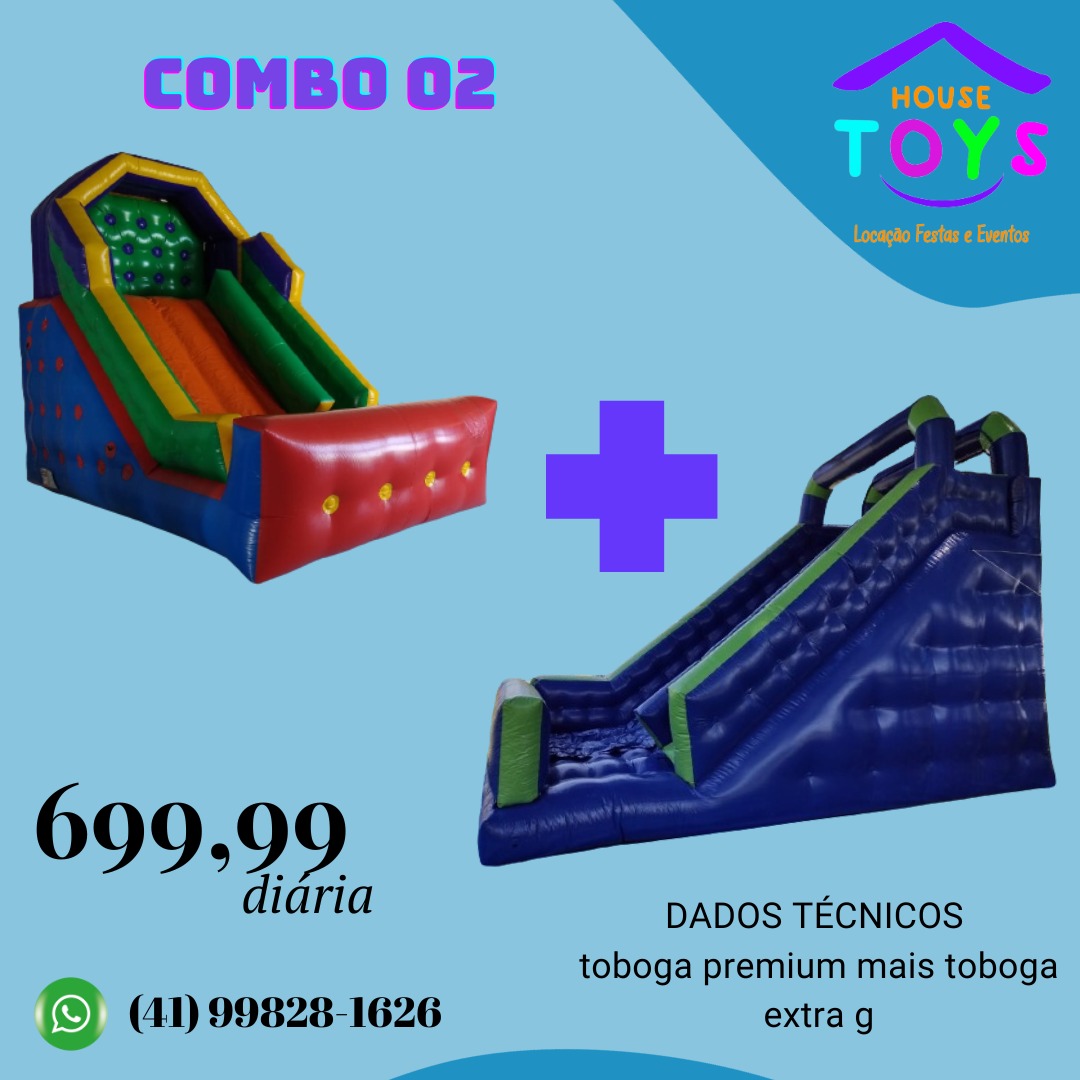 COMBO 02
HOUSE
TOYS
Locação Festas e Eventos
699,99
diária
DADOS TÉCNICOS
toboga premium mais toboga
extra g
(41) 99828-1626